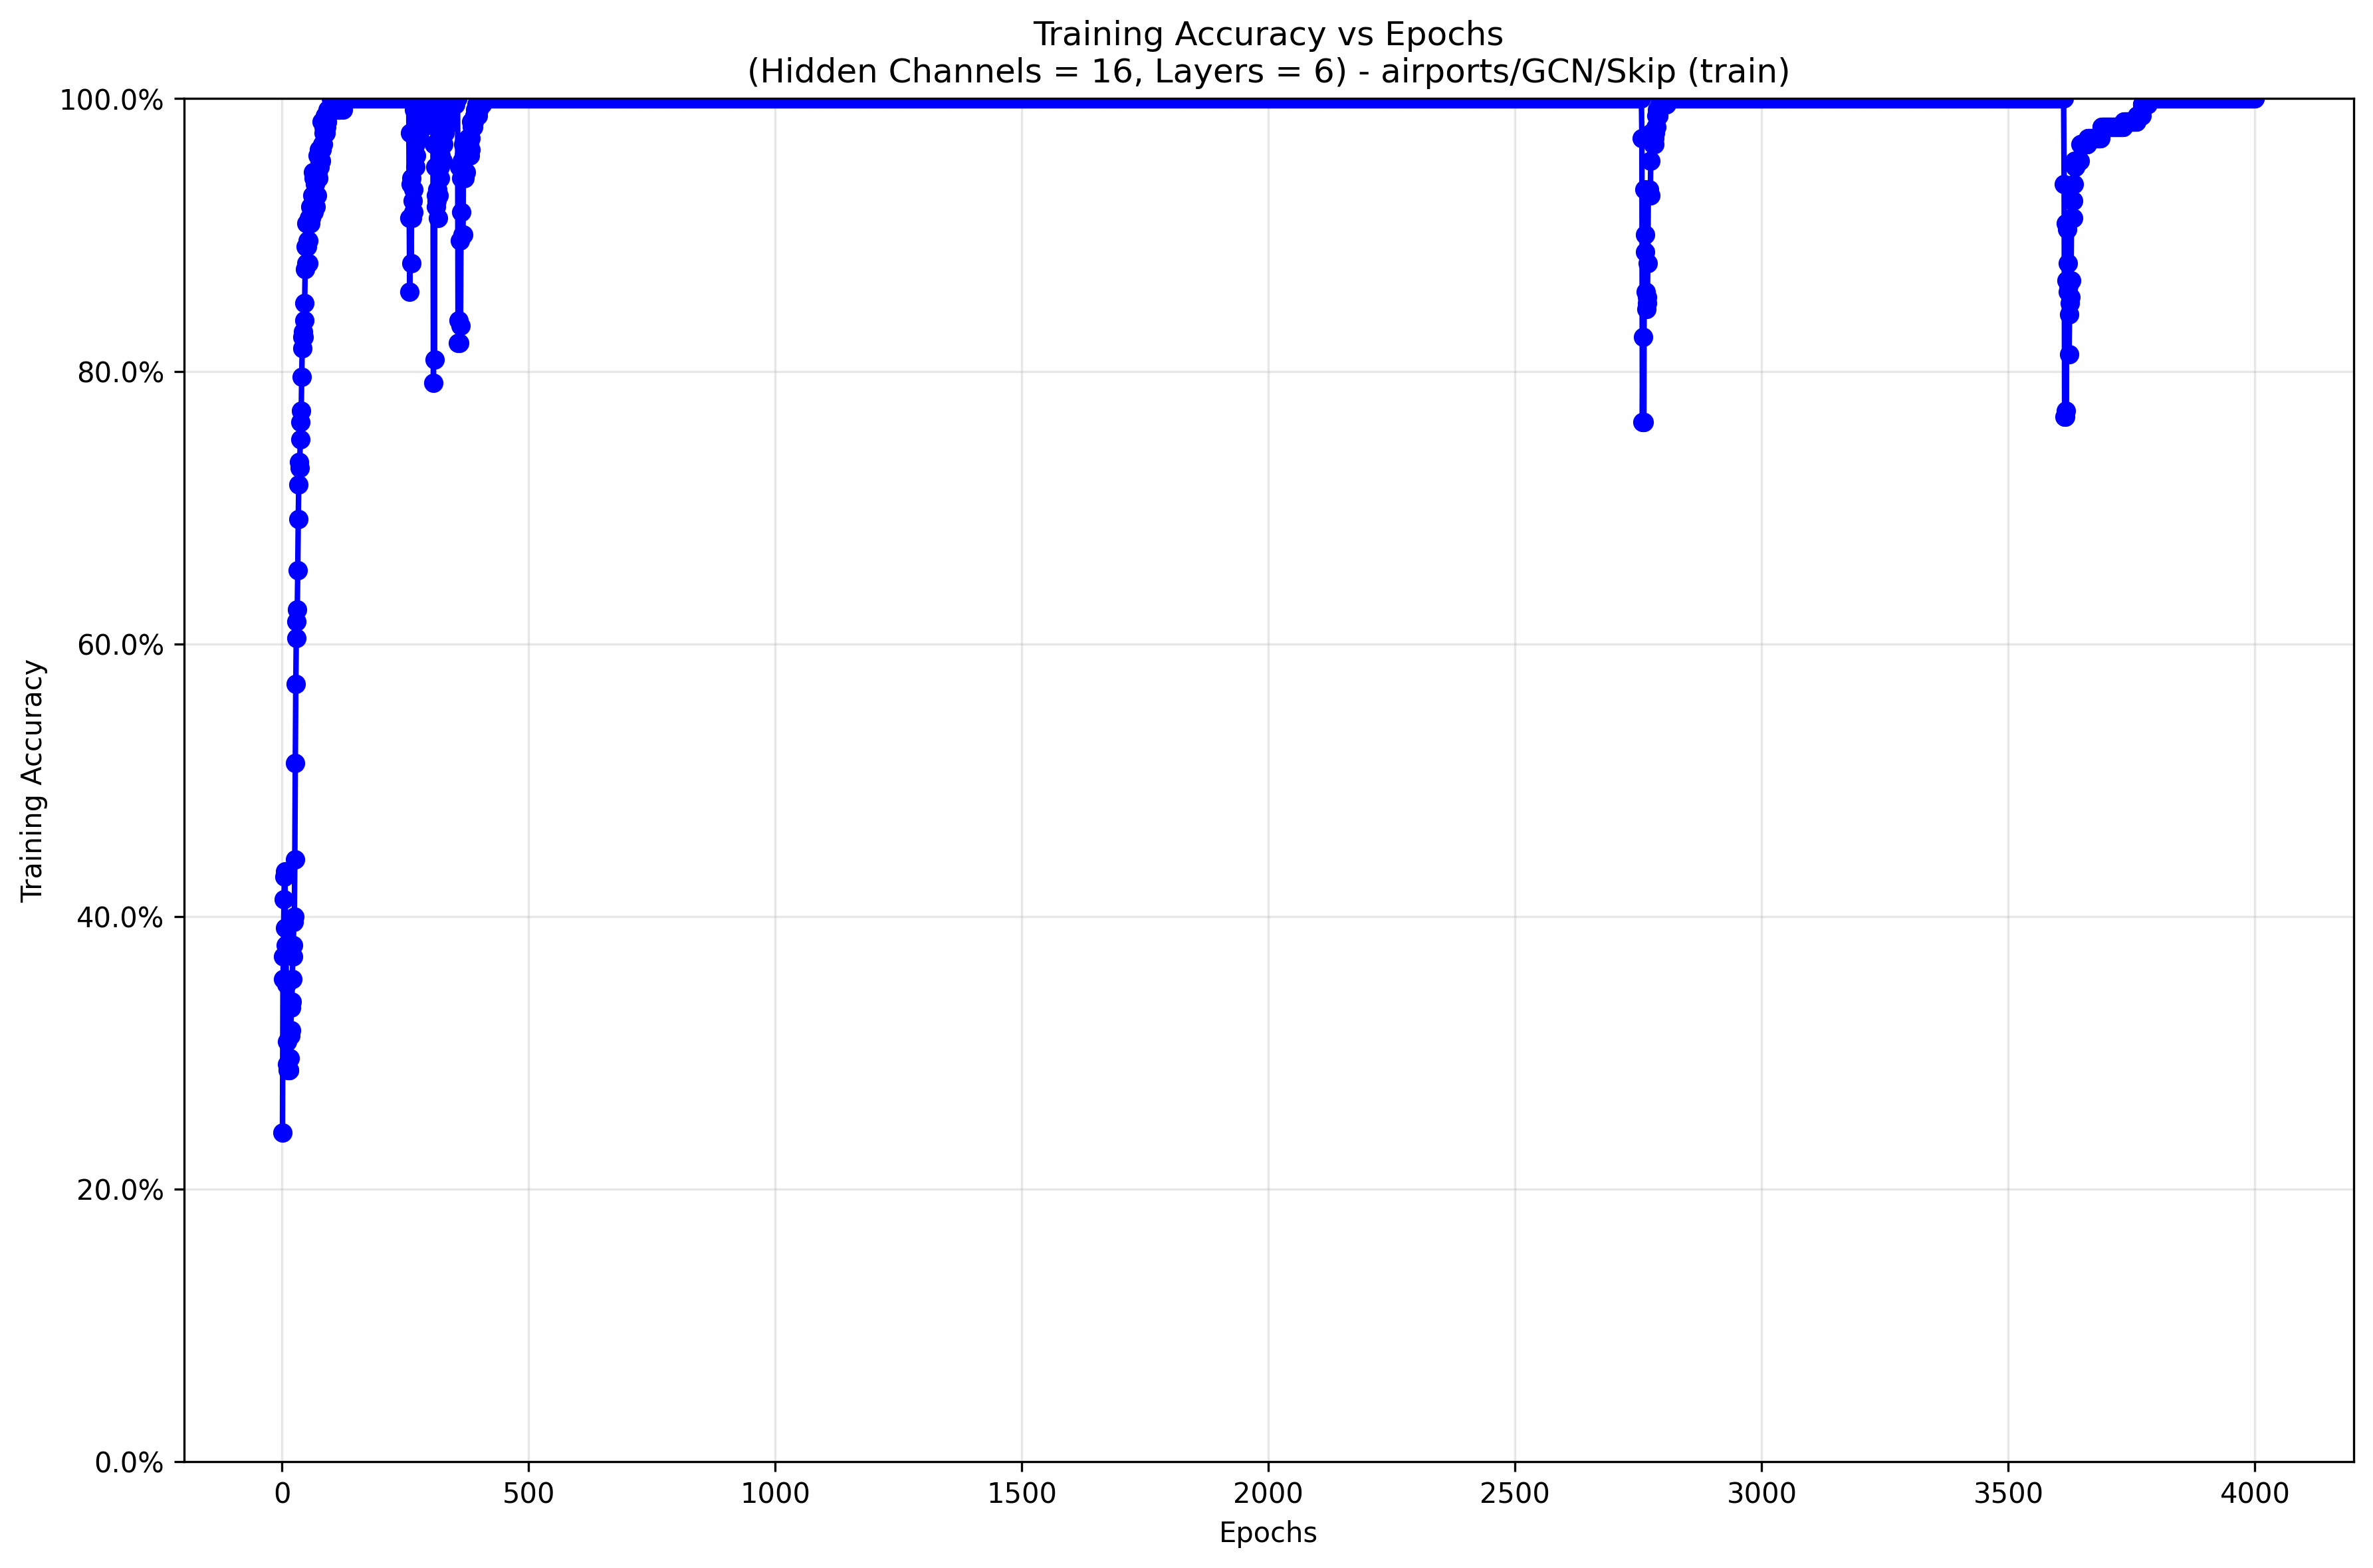 Training Accuracy vs Epochs
(Hidden Channels = 16, Layers = 6) - airports/GCN/Skip (train)
100.0%
80.0%
60.0%
40.0%
20.0%
0.0%
Training Accuracy
0 500 1000 1500 2000 2500 3000 3500 4000
Epochs